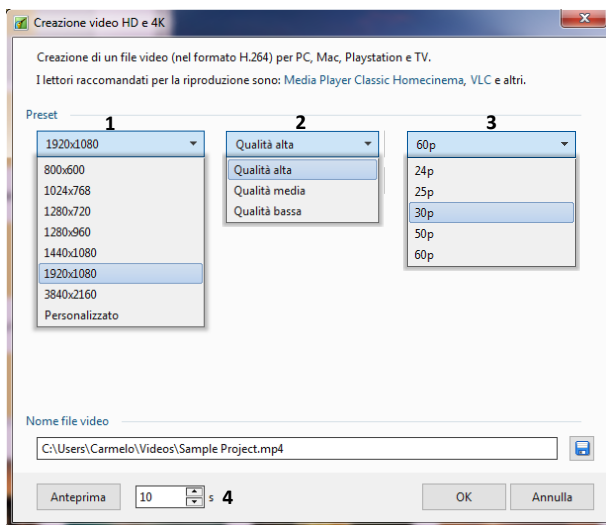 Creazione video HD e 4K
Creazione di un file video (nel formato H.264) per PC, Mac, Playstation e TV.
I lettori raccomandati per la riproduzione sono: Media Player Classic Homecinema, VLC e altri.
Preset
1 2 3
1920x1080 Qualità alta 60p
800x600 Qualità alta 24p
1024x768 Qualità media 25p
1280x720 Qualità bassa 30p
1280x960 50p
1440x1080 60p
1920x1080
3840x2160
Personalizzato
Nome file video
C:\Users\Carmelo\Videos\Sample Project.mp4
Anteprima 10 s 4 OK Annulla